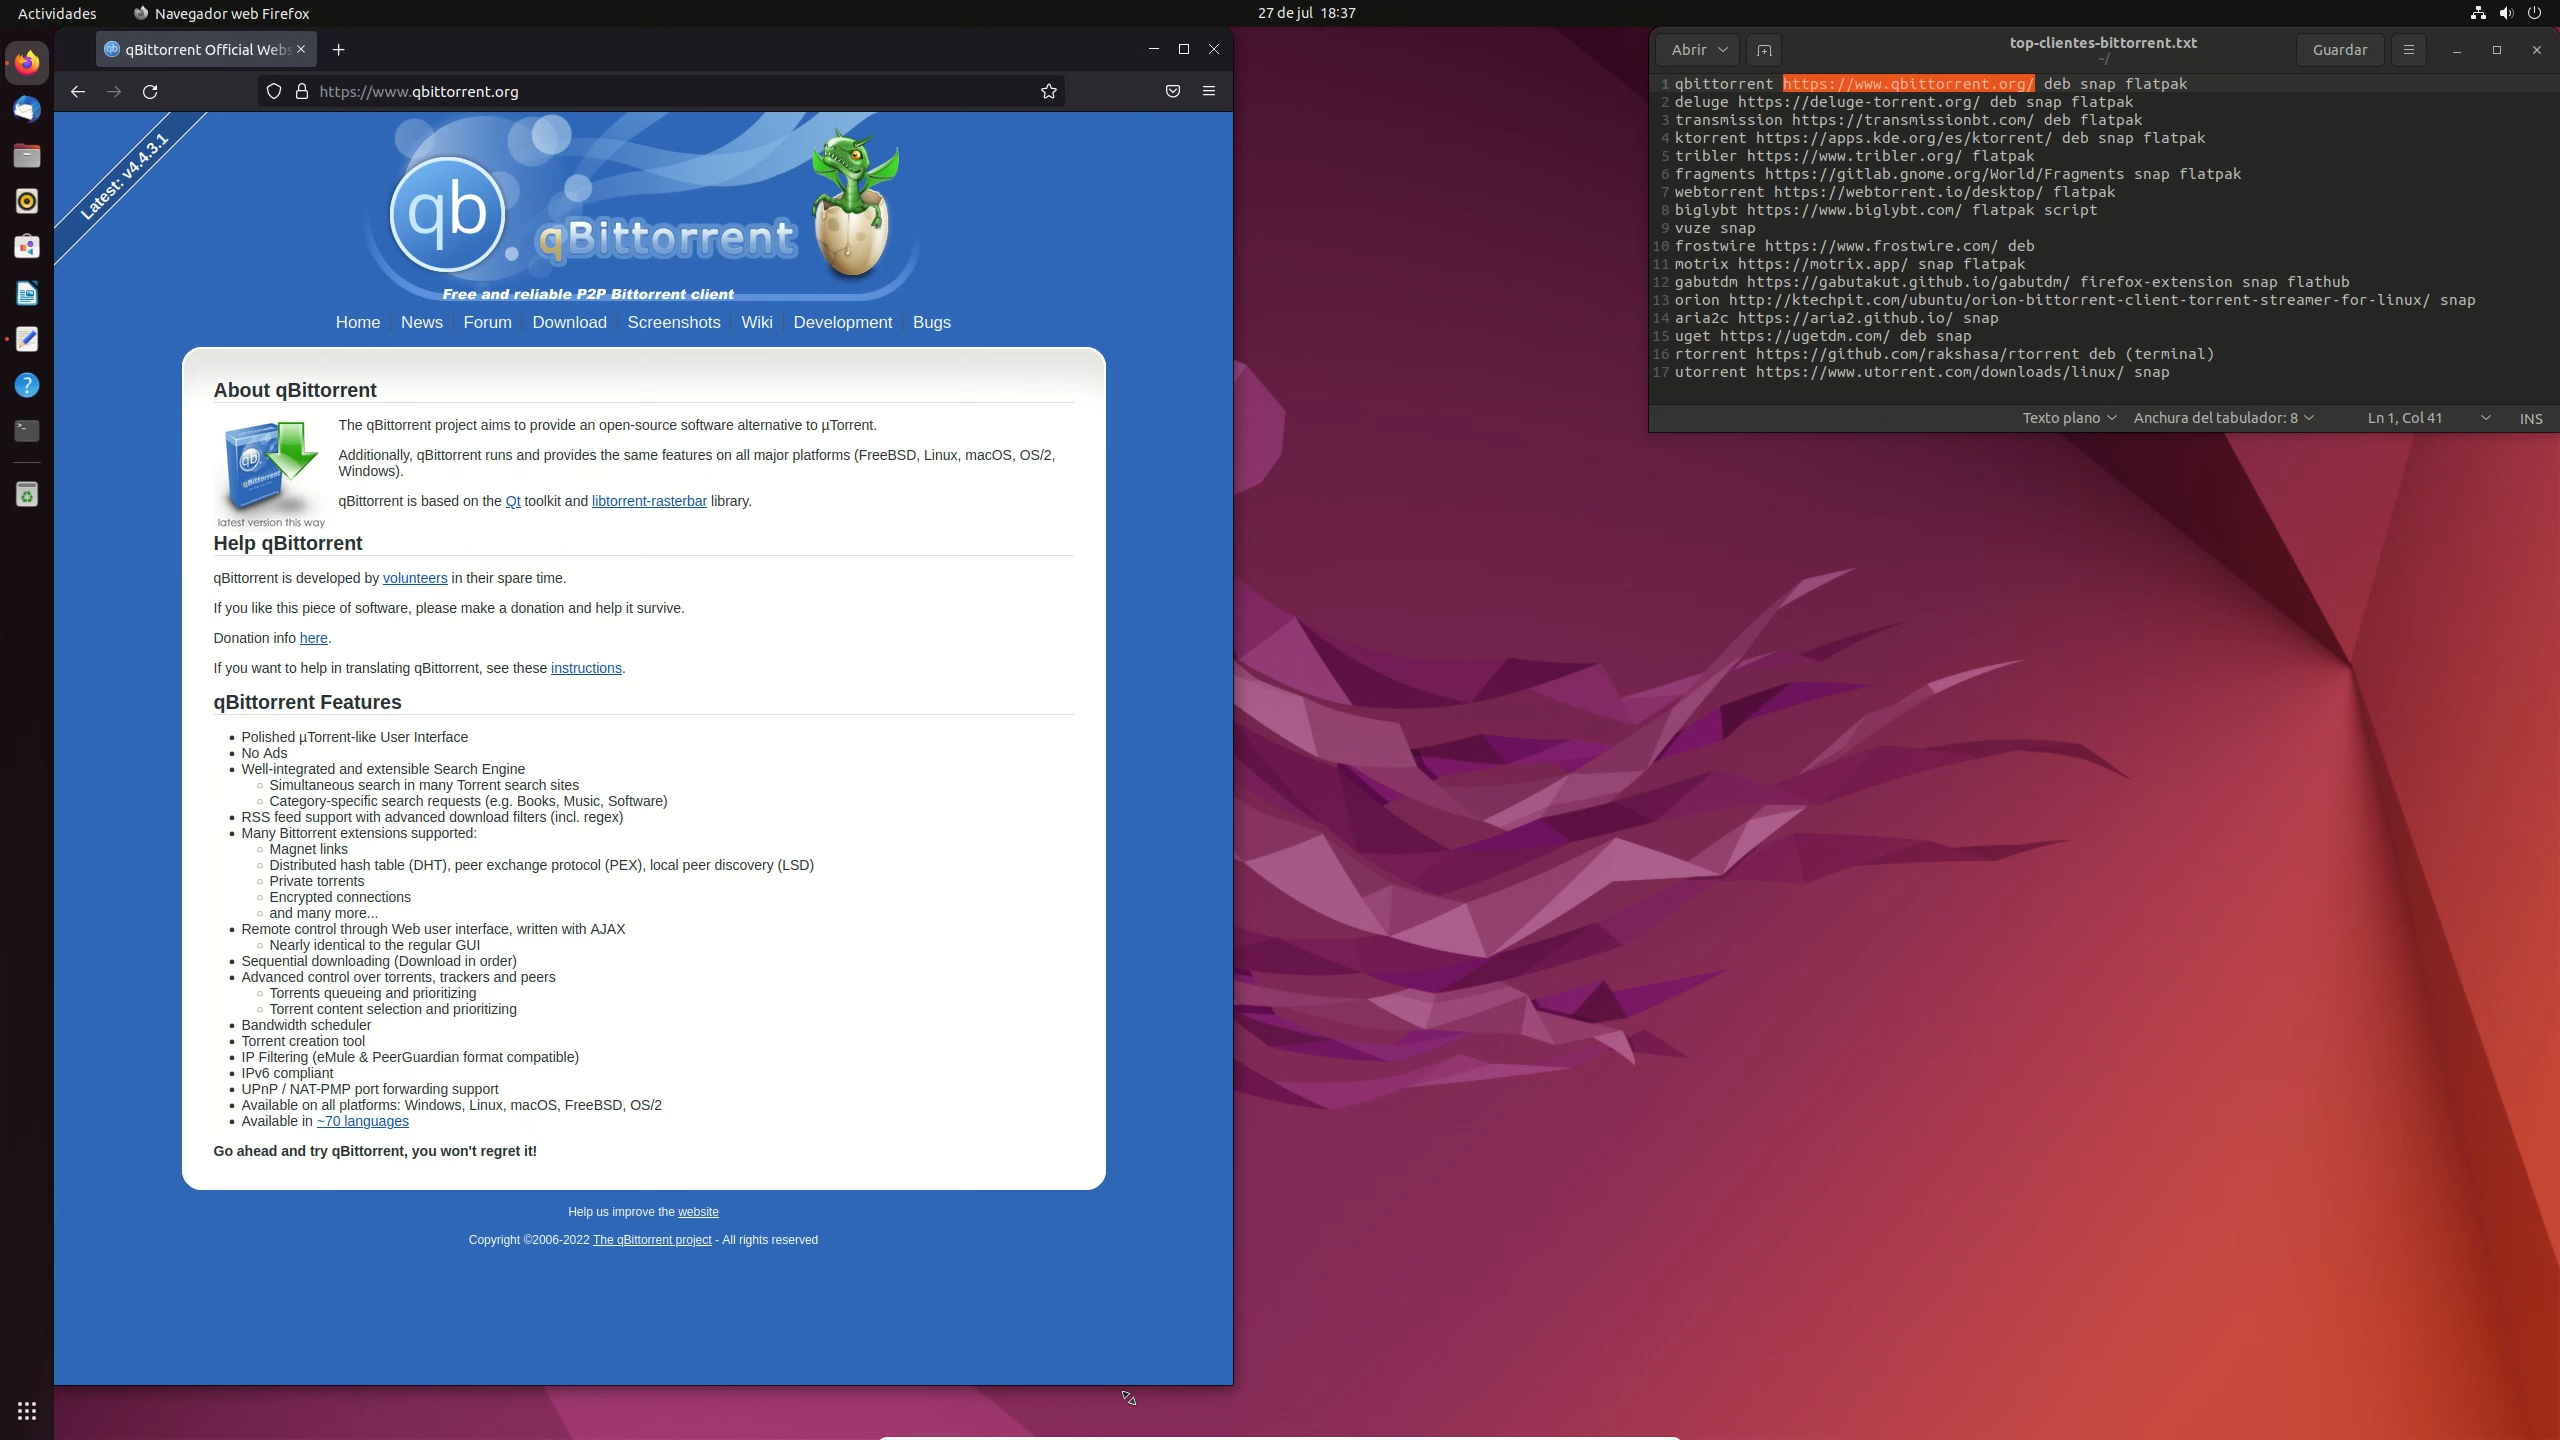 Actividades
Navegador web Firefox
27 de jul 18:37
qBittorrent Official Webs
https://www.qbittorrent.org
Latest: v4.4.3.1
qb
qBittorrent
Free and reliable P2P Bittorrent client
Home News Forum Download Screenshots Wiki Development Bugs
About qBittorrent
qb
qBittorrent
latest version this way
The qBittorrent project aims to provide an open-source software alternative to µTorrent.
Additionally, qBittorrent runs and provides the same features on all major platforms (FreeBSD, Linux, macOS, OS/2,
Windows).
qBittorrent is based on the Qt toolkit and libtorrent-rasterbar library.
Help qBittorrent
qBittorrent is developed by volunteers in their spare time.
If you like this piece of software, please make a donation and help it survive.
Donation info here.
If you want to help in translating qBittorrent, see these instructions.
qBittorrent Features
Polished µTorrent-like User Interface
No Ads
Well-integrated and extensible Search Engine
Simultaneous search in many Torrent search sites
Category-specific search requests (e.g. Books, Music, Software)
RSS feed support with advanced download filters (incl. regex)
Many Bittorrent extensions supported:
Magnet links
Distributed hash table (DHT), peer exchange protocol (PEX), local peer discovery (LSD)
Private torrents
Encrypted connections
and many more...
Remote control through Web user interface, written with AJAX
Nearly identical to the regular GUI
Sequential downloading (Download in order)
Advanced control over torrents, trackers and peers
Torrents queueing and prioritizing
Torrent content selection and prioritizing
Bandwidth scheduler
Torrent creation tool
IP Filtering (eMule & PeerGuardian format compatible)
IPv6 compliant
UPnP / NAT-PMP port forwarding support
Available on all platforms: Windows, Linux, macOS, FreeBSD, OS/2
Available in ~70 languages
Go ahead and try qBittorrent, you won't regret it!
Help us improve the website
Copyright ©2006-2022 The qBittorrent project - All rights reserved
Abrir
top-clientes-bittorrent.txt
~/
Guardar
1 qbittorrent https://www.qbittorrent.org/ deb snap flatpak
2 deluge https://deluge-torrent.org/ deb snap flatpak
3 transmission https://transmissionbt.com/ deb flatpak
4 ktorrent https://apps.kde.org/es/ktorrent/ deb snap flatpak
5 tribler https://www.tribler.org/ flatpak
6 fragments https://gitlab.gnome.org/World/Fragments snap flatpak
7 webtorrent https://webtorrent.io/desktop/ flatpak
8 biglybt https://www.biglybt.com/ flatpak script
9 vuze snap
10 frostwire https://www.frostwire.com/ deb
11 motrix https://motrix.app/ snap flatpak
12 gabutdm https://gabutakut.github.io/gabutdm/ firefox-extension snap flathub
13 orion http://ktechpit.com/ubuntu/orion-bittorrent-client-torrent-streamer-for-linux/ snap
14 aria2c https://aria2.github.io/ snap
15 uget https://ugetdm.com/ deb snap
16 rtorrent https://github.com/rakshasa/rtorrent deb (terminal)
17 utorrent https://www.utorrent.com/downloads/linux/ snap
Texto plano Anchura del tabulador: 8 Ln 1, Col 41 INS